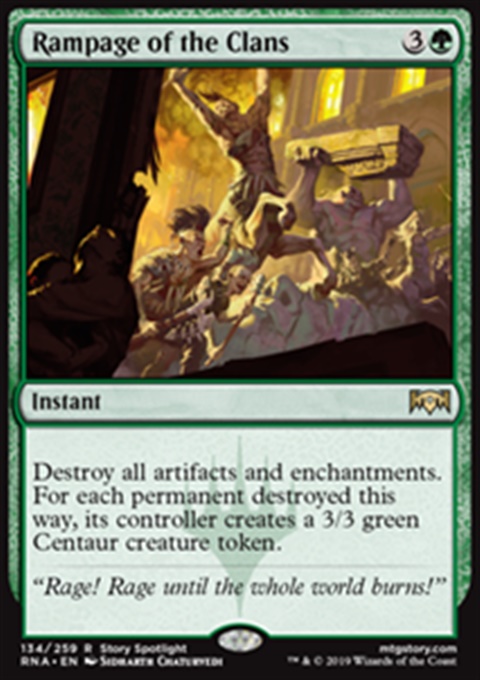 Rampage of the Clans 3
Instant
Destroy all artifacts and enchantments.
For each permanent destroyed this
way, its controller creates a 3/3 green
Centaur creature token.
“Rage! Rage until the whole world burns!”
134/259 R Story Spotlight mtgstory.com
RNA • EN Sidharth Chaturvedi ™ & © 2019 Wizards of the Coast